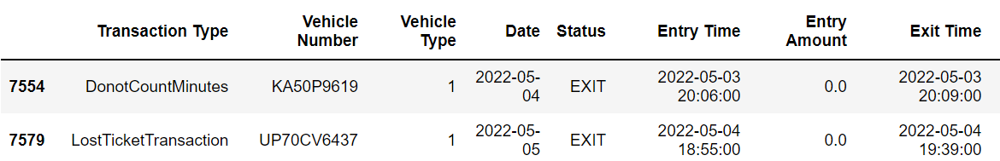 Transaction Type Vehicle Number Vehicle Type Date Status Entry Time Entry Amount Exit Time
7554 DonotCountMinutes KA50P9619 1 2022-05-04 EXIT 2022-05-03 20:06:00 0.0 2022-05-03 20:09:00
7579 LostTicketTransaction UP70CV6437 1 2022-05-05 EXIT 2022-05-04 18:55:00 0.0 2022-05-04 19:39:00